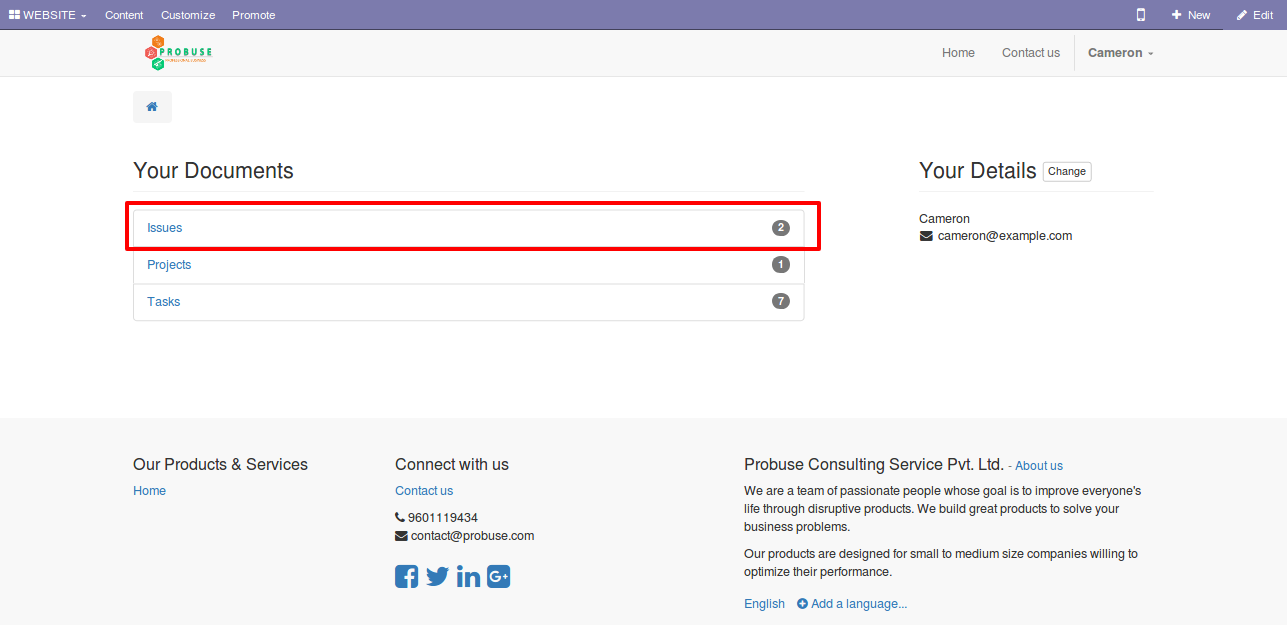 WEBSITE Content Customize Promote New Edit
PROBUSE
Home Contact us Cameron
Your Documents
Issues 2
Projects 1
Tasks 7
Your Details Change
Cameron
cameron@example.com
Our Products & Services
Home
Connect with us
Contact us
9601119434
contact@probuse.com
Probuse Consulting Service Pvt. Ltd. - About us
We are a team of passionate people whose goal is to improve everyone's
life through disruptive products. We build great products to solve your
business problems.
Our products are designed for small to medium size companies willing to
optimize their performance.
English Add a language...